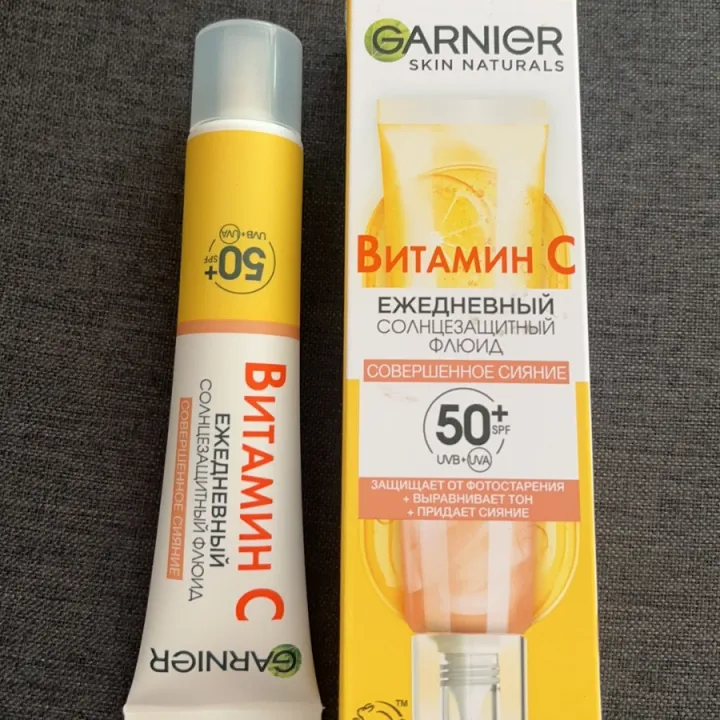 GARNIER
SKIN NATURALS
ВИТАМИН С
ЕЖЕДНЕВНЫЙ
СОЛНЦЕЗАЩИТНЫЙ
ФЛЮИД
СОВЕРШЕННОЕ СИЯНИЕ
50+
SPF
UVB+UVA
ЗАЩИЩАЕТ ОТ ФОТОСТАРЕНИЯ
+ ВЫРАВНИВАЕТ ТОН
+ ПРИДАЕТ СИЯНИЕ
TM
GARNIER
ВИТАМИН С
ЕЖЕДНЕВНЫЙ
СОЛНЦЕЗАЩИТНЫЙ ФЛЮИД
СОВЕРШЕННОЕ СИЯНИЕ
50+
SPF
UVB+UVA